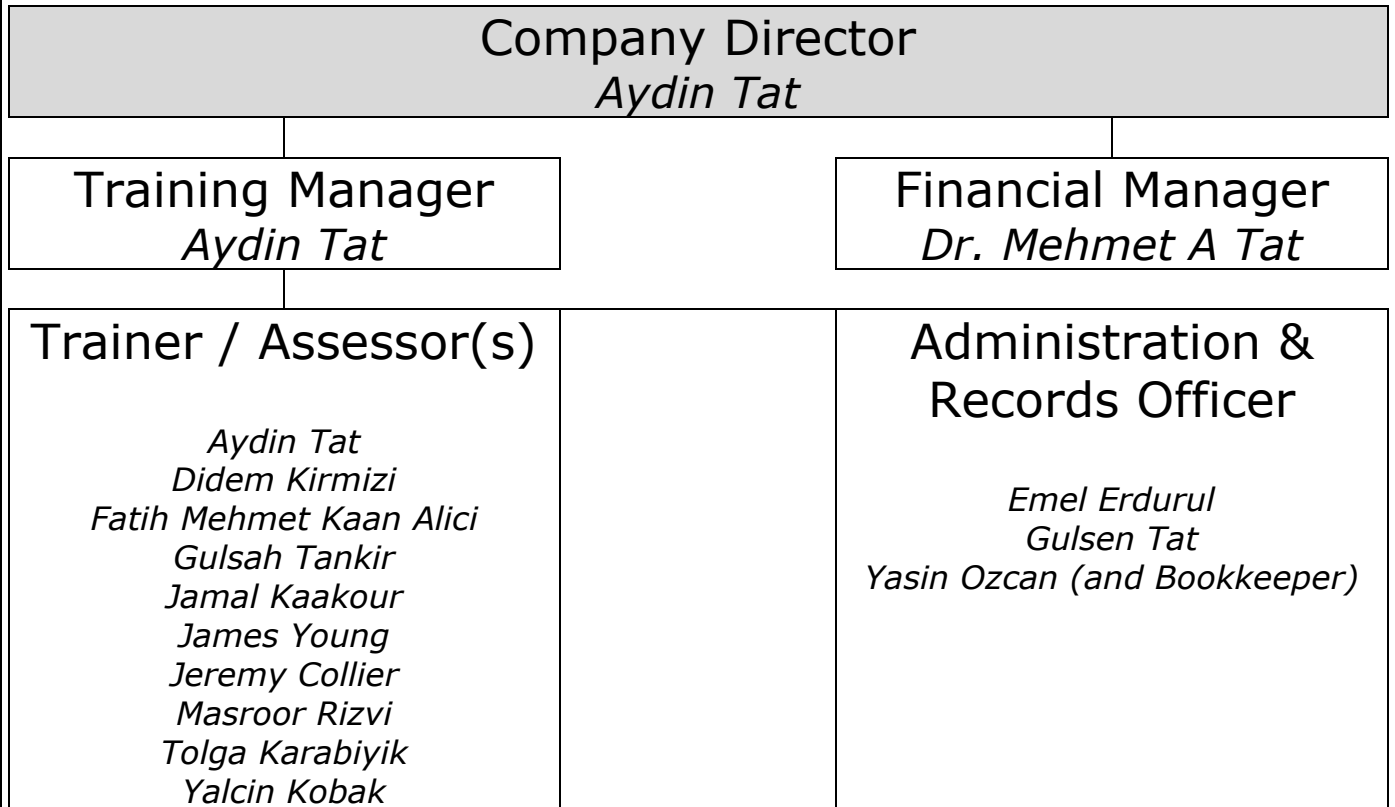 Company Director
Aydin Tat
Training Manager
Aydin Tat
Financial Manager
Dr. Mehmet A Tat
Trainer / Assessor(s)
Aydin Tat
Didem Kirmizi
Fatih Mehmet Kaan Alici
Gulsah Tankir
Jamal Kaakour
James Young
Jeremy Collier
Masroor Rizvi
Tolga Karabiyik
Yalcin Kobak
Administration &
Records Officer
Emel Erdurul
Gulsen Tat
Yasin Ozcan (and Bookkeeper)